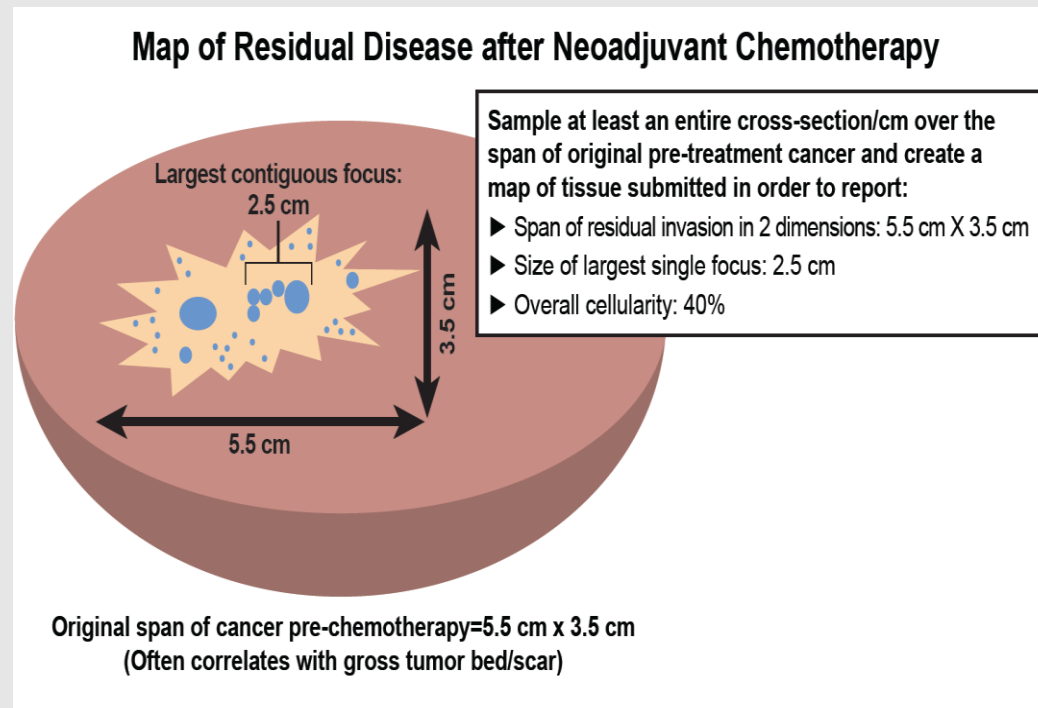 Map of Residual Disease after Neoadjuvant Chemotherapy
Sample at least an entire cross-section/cm over the
span of original pre-treatment cancer and create a
map of tissue submitted in order to report:
▶ Span of residual invasion in 2 dimensions: 5.5 cm X 3.5 cm
▶ Size of largest single focus: 2.5 cm
▶ Overall cellularity: 40%
Largest contiguous focus:
2.5 cm
3.5 cm
5.5 cm
Original span of cancer pre-chemotherapy=5.5 cm x 3.5 cm
(Often correlates with gross tumor bed/scar)